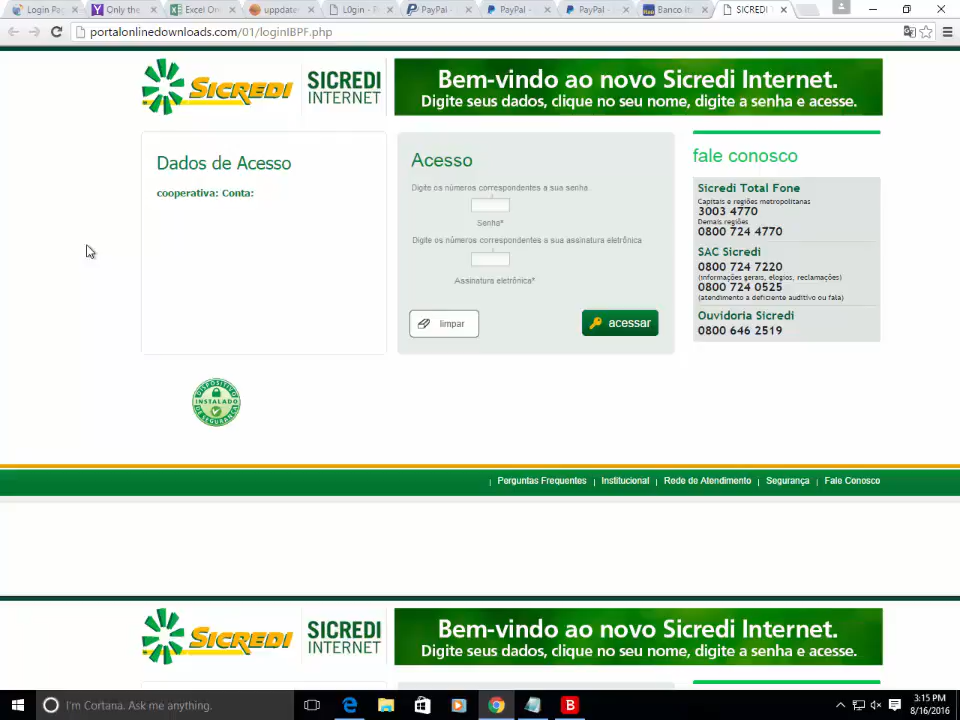 Login Pag
Only the
Excel On
uppdate
L0gin - P
PayPal -
PayPal -
PayPal -
Banco Ita
SICREDI
portalonlinedownloads.com/01/loginIBPF.php
SICREDI
SICREDI
INTERNET
Bem-vindo ao novo Sicredi Internet.
Digite seus dados, clique no seu nome, digite a senha e acesse.
Dados de Acesso
cooperativa: Conta:
Acesso
Digite os números correspondentes a sua senha
Senha*
Digite os números correspondentes a sua assinatura eletrônica
Assinatura eletrônica*
limpar
acessar
fale conosco
Sicredi Total Fone
Capitais e regiões metropolitanas
3003 4770
Demais regiões
0800 724 4770
SAC Sicredi
0800 724 7220
(informações gerais, elogios, reclamações)
0800 724 0525
(atendimento a deficiente auditivo ou fala)
Ouvidoria Sicredi
0800 646 2519
DISPOSITIVO
INSTALADO
DE SEGURANÇA
Perguntas Frequentes | Institucional | Rede de Atendimento | Segurança | Fale Conosco
SICREDI
SICREDI
INTERNET
Bem-vindo ao novo Sicredi Internet.
Digite seus dados, clique no seu nome, digite a senha e acesse.
I'm Cortana. Ask me anything.
3:15 PM
8/16/2016